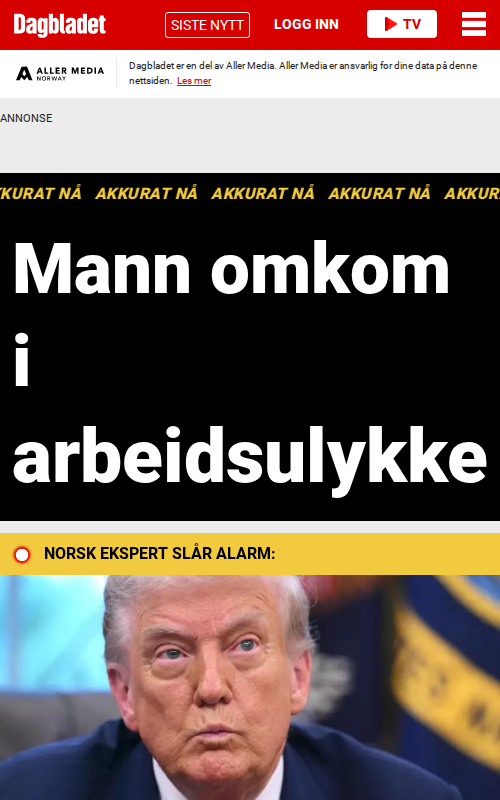 Dagbladet
SISTE NYTT
LOGG INN
TV
ALLER MEDIA
NORWAY
Dagbladet er en del av Aller Media. Aller Media er ansvarlig for dine data på denne
nettsiden. Les mer
ANNONSE
KURAT NÅ AKKURAT NÅ AKKURAT NÅ AKKURAT NÅ AKKUR
Mann omkom
i
arbeidsulykke
NORSK EKSPERT SLÅR ALARM: